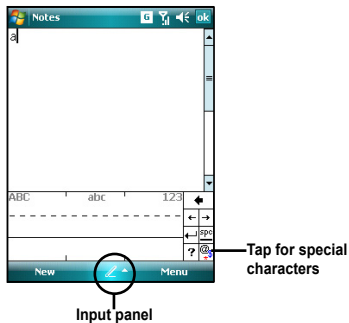 Notes G ok
a
ABC abc 123
spc
? @
Tap for special
characters
New Menu
Input panel